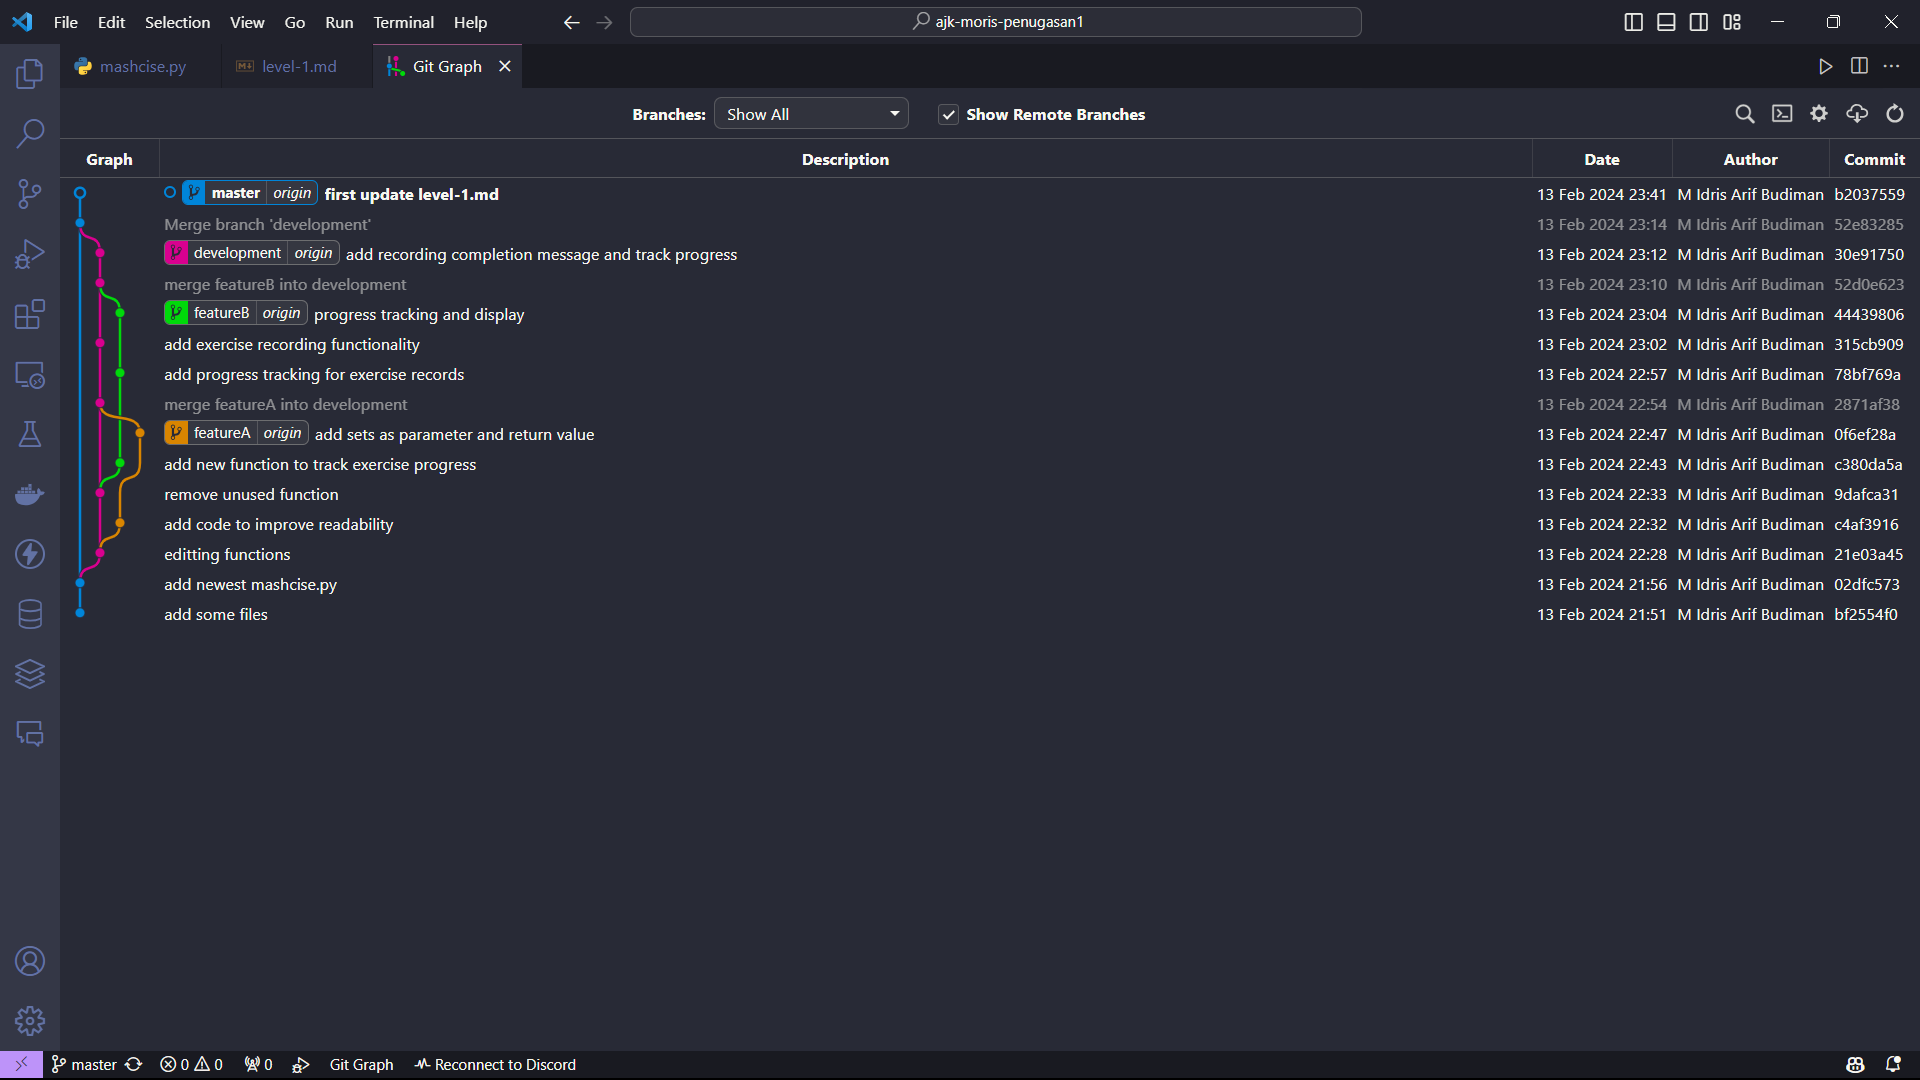 File Edit Selection View Go Run Terminal Help ajk-moris-penugasan1
mashcise.py level-1.md Git Graph
Branches: Show All Show Remote Branches
Graph Description Date Author Commit
master origin first update level-1.md 13 Feb 2024 23:41 M Idris Arif Budiman b2037559
Merge branch 'development' 13 Feb 2024 23:14 M Idris Arif Budiman 52e83285
development origin add recording completion message and track progress 13 Feb 2024 23:12 M Idris Arif Budiman 30e91750
merge featureB into development 13 Feb 2024 23:10 M Idris Arif Budiman 52d0e623
featureB origin progress tracking and display 13 Feb 2024 23:04 M Idris Arif Budiman 44439806
add exercise recording functionality 13 Feb 2024 23:02 M Idris Arif Budiman 315cb909
add progress tracking for exercise records 13 Feb 2024 22:57 M Idris Arif Budiman 78bf769a
merge featureA into development 13 Feb 2024 22:54 M Idris Arif Budiman 2871af38
featureA origin add sets as parameter and return value 13 Feb 2024 22:47 M Idris Arif Budiman 0f6ef28a
add new function to track exercise progress 13 Feb 2024 22:43 M Idris Arif Budiman c380da5a
remove unused function 13 Feb 2024 22:33 M Idris Arif Budiman 9dafca31
add code to improve readability 13 Feb 2024 22:32 M Idris Arif Budiman c4af3916
editting functions 13 Feb 2024 22:28 M Idris Arif Budiman 21e03a45
add newest mashcise.py 13 Feb 2024 21:56 M Idris Arif Budiman 02dfc573
add some files 13 Feb 2024 21:51 M Idris Arif Budiman bf2554f0
master 0 0 0 Git Graph Reconnect to Discord